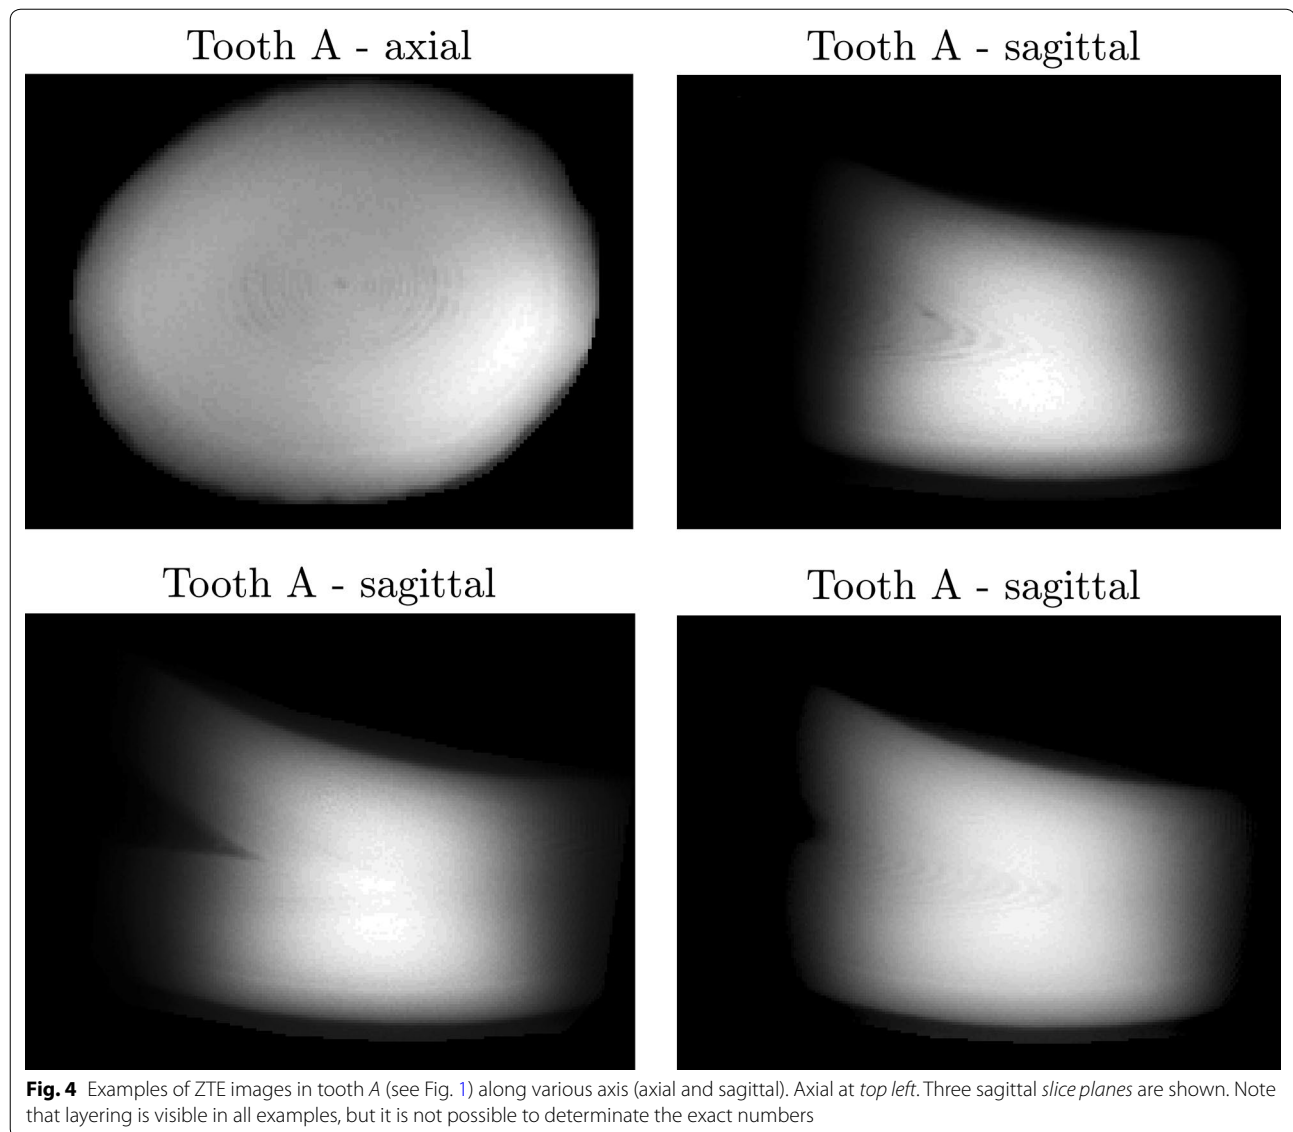 Tooth A - axial
Tooth A - sagittal
Tooth A - sagittal
Tooth A - sagittal
Fig. 4 Examples of ZTE images in tooth A (see Fig. 1) along various axis (axial and sagittal). Axial at top left. Three sagittal slice planes are shown. Note
that layering is visible in all examples, but it is not possible to determinate the exact numbers